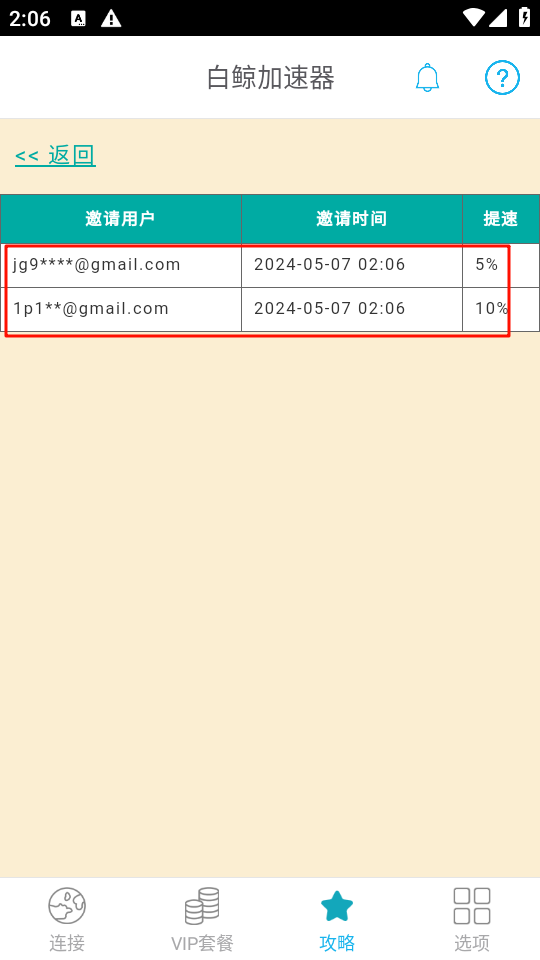 2:06
白鲸加速器
<< 返回
邀请用户 邀请时间 提速
jg9****@gmail.com 2024-05-07 02:06 5%
1p1**@gmail.com 2024-05-07 02:06 10%
连接 VIP套餐 攻略 选项